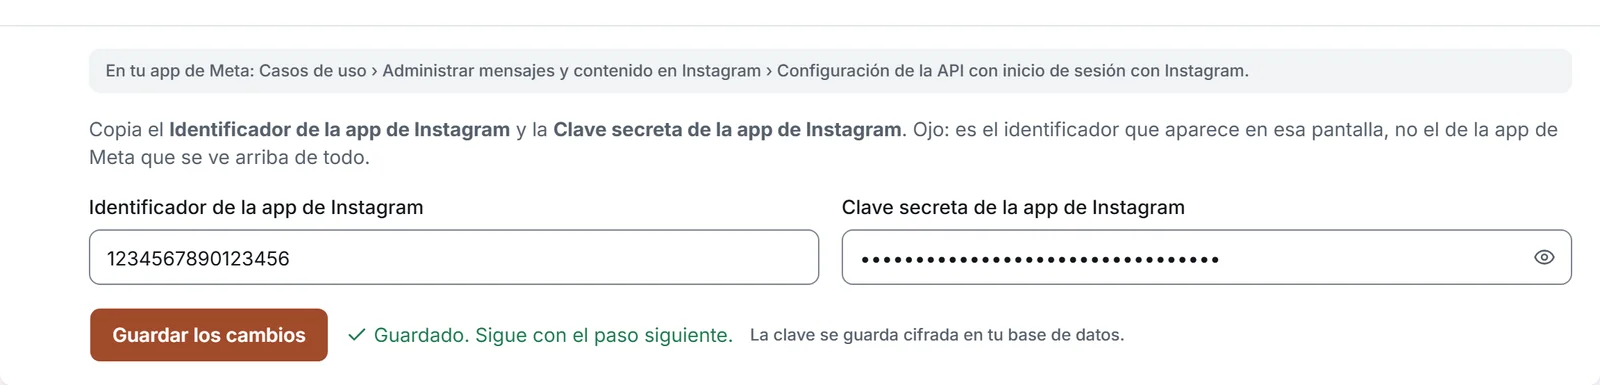 En tu app de Meta: Casos de uso › Administrar mensajes y contenido en Instagram › Configuración de la API con inicio de sesión con Instagram.
Copia el Identificador de la app de Instagram y la Clave secreta de la app de Instagram. Ojo: es el identificador que aparece en esa pantalla, no el de la app de
Meta que se ve arriba de todo.
Identificador de la app de Instagram
Clave secreta de la app de Instagram
1234567890123456
•••••••••••••••••••••••••••••••••
Guardar los cambios
✓ Guardado. Sigue con el paso siguiente.
La clave se guarda cifrada en tu base de datos.